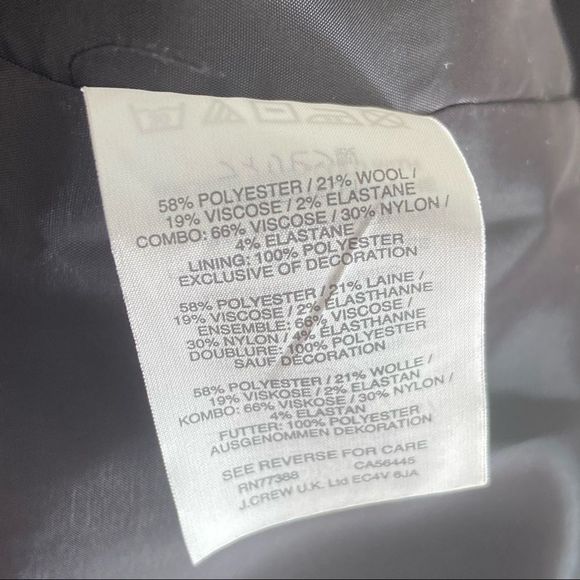 58% POLYESTER / 21% WOOL /
19% VISCOSE / 2% ELASTANE
COMBO: 66% VISCOSE / 30% NYLON /
4% ELASTANE
LINING: 100% POLYESTER
EXCLUSIVE OF DECORATION
58% POLYESTER / 21% LAINE /
19% VISCOSE / 2% ELASTHANNE
ENSEMBLE: 66% VISCOSE /
30% NYLON / 4% ELASTHANNE
DOUBLURE: 100% POLYESTER
SAUF DÉCORATION
58% POLYESTER / 21% WOLLE /
19% VISKOSE / 2% ELASTAN
KOMBO: 66% VISKOSE / 30% NYLON /
4% ELASTAN
FUTTER: 100% POLYESTER
AUSGENOMMEN DEKORATION
SEE REVERSE FOR CARE
RN77388 CA56445
J.CREW U.K. Ltd EC4V 6JA